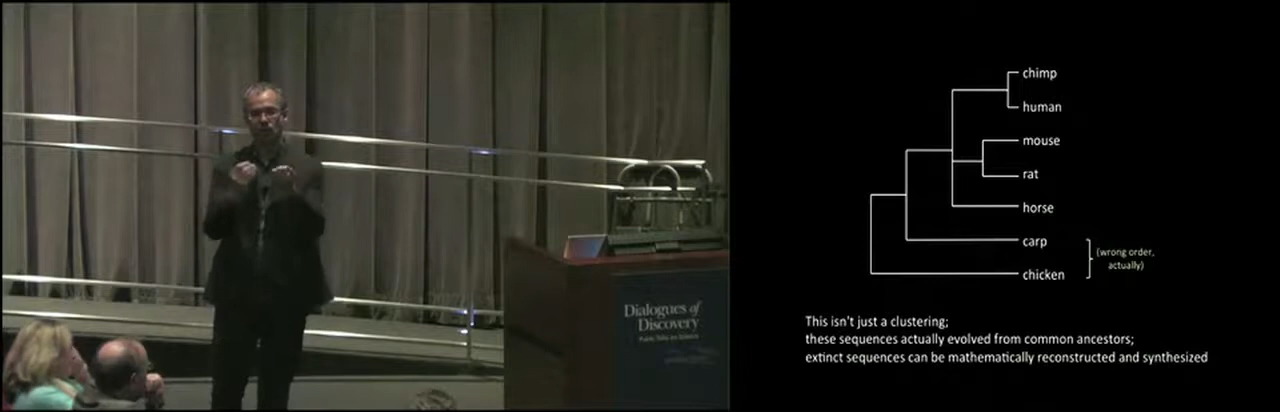 chimp
human
mouse
rat
horse
carp
chicken
(wrong order,
actually)
This isn't just a clustering;
these sequences actually evolved from common ancestors;
extinct sequences can be mathematically reconstructed and synthesized
Dialogues of
Discovery